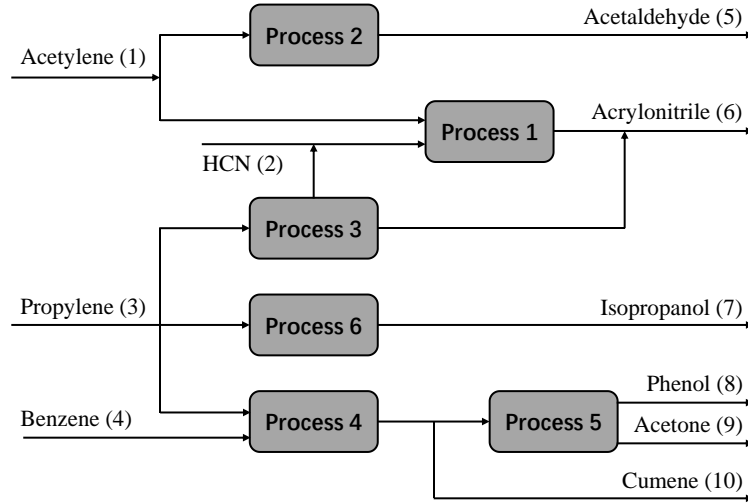 Acetaldehyde (5)
Process 2
Acetylene (1)
Acrylonitrile (6)
Process 1
HCN (2)
Process 3
Propylene (3)
Isopropanol (7)
Process 6
Phenol (8)
Benzene (4)
Process 4
Process 5
Acetone (9)
Cumene (10)